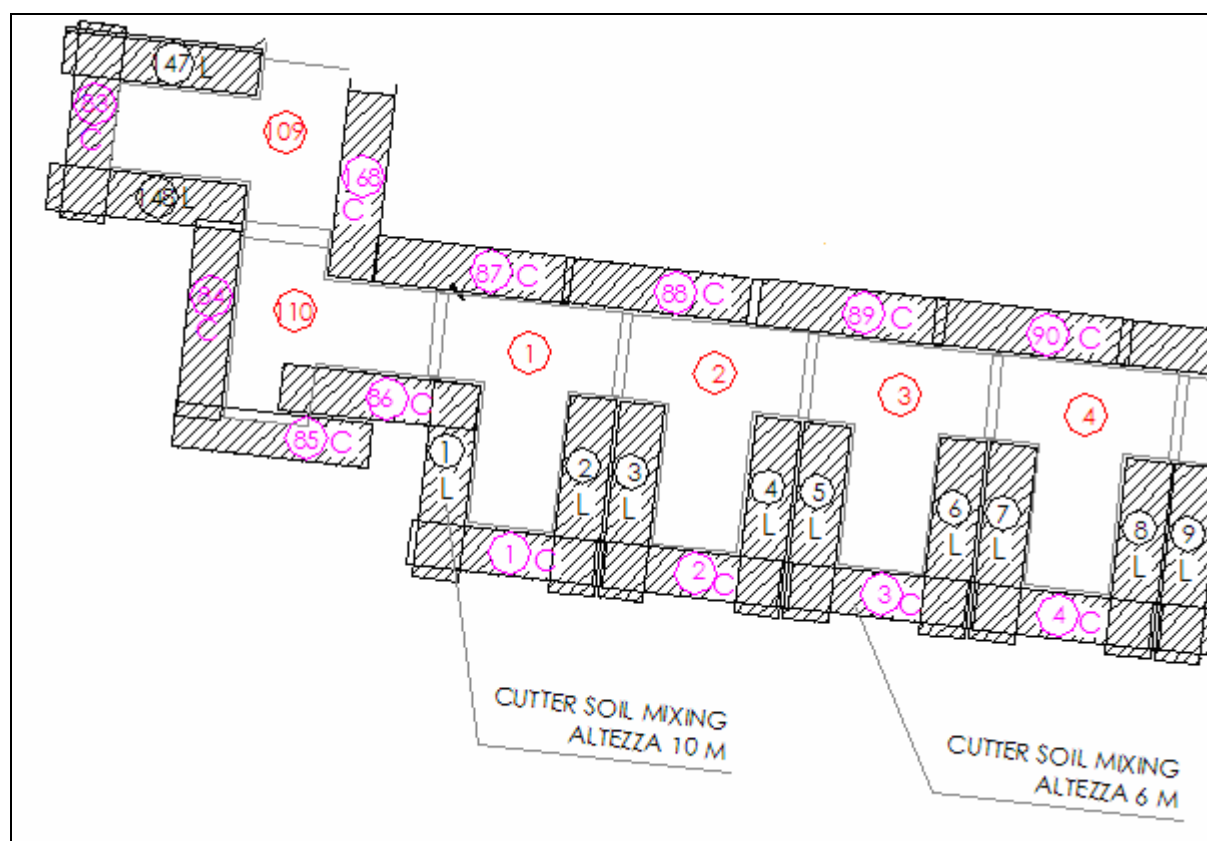 47 L
83 C
109
168 C
148 L
84 C
110
87 C
88 C
89 C
90 C
1
2
3
4
86 C
85 C
1 L
2 L
3 L
4 L
5 L
6 L
7 L
8 L
9 L
1 C
2 C
3 C
4 C
CUTTER SOIL MIXING
ALTEZZA 10 M
CUTTER SOIL MIXING
ALTEZZA 6 M